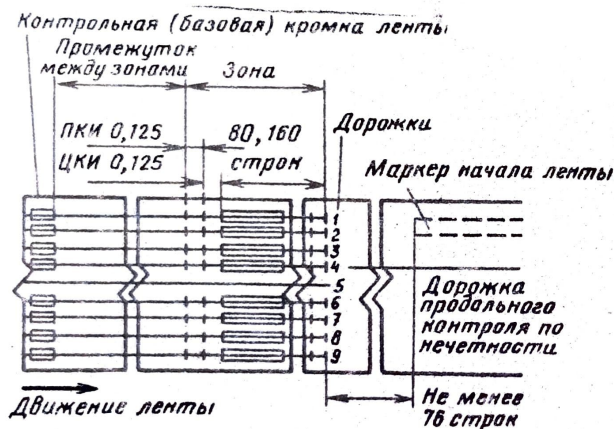 Контрольная (базовая) кромка ленты
Промежуток
между зонами
Зона
ПКИ 0,125
ЦКИ 0,125
80,160
строк
Дорожки
Маркер начала ленты
1
2
3
4
5
6
7
8
9
Дорожка
продольного
контроля по
нечетности
Движение ленты
Не менее
76 строк